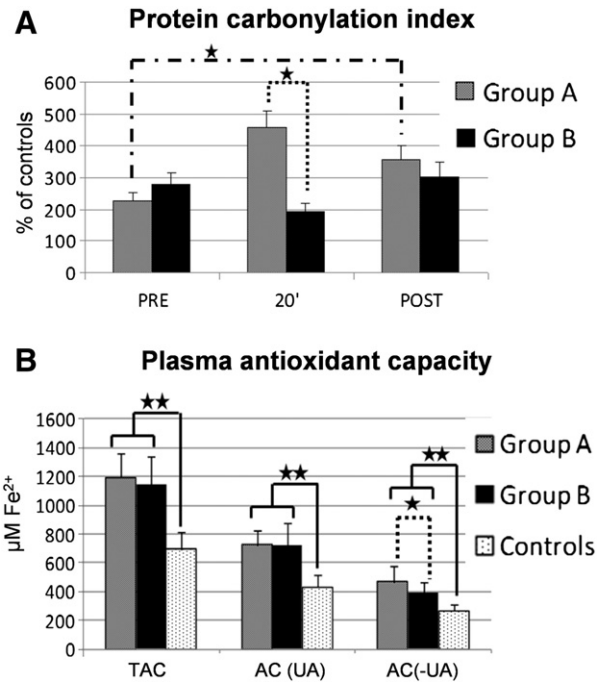 A
Protein carbonylation index
★
★
600
500
400
300
200
100
0
% of controls
Group A
Group B
PRE 20' POST
B
Plasma antioxidant capacity
★★
★★
★★
★
1600
1400
1200
1000
800
600
400
200
0
µM Fe²⁺
Group A
Group B
Controls
TAC AC (UA) AC(-UA)